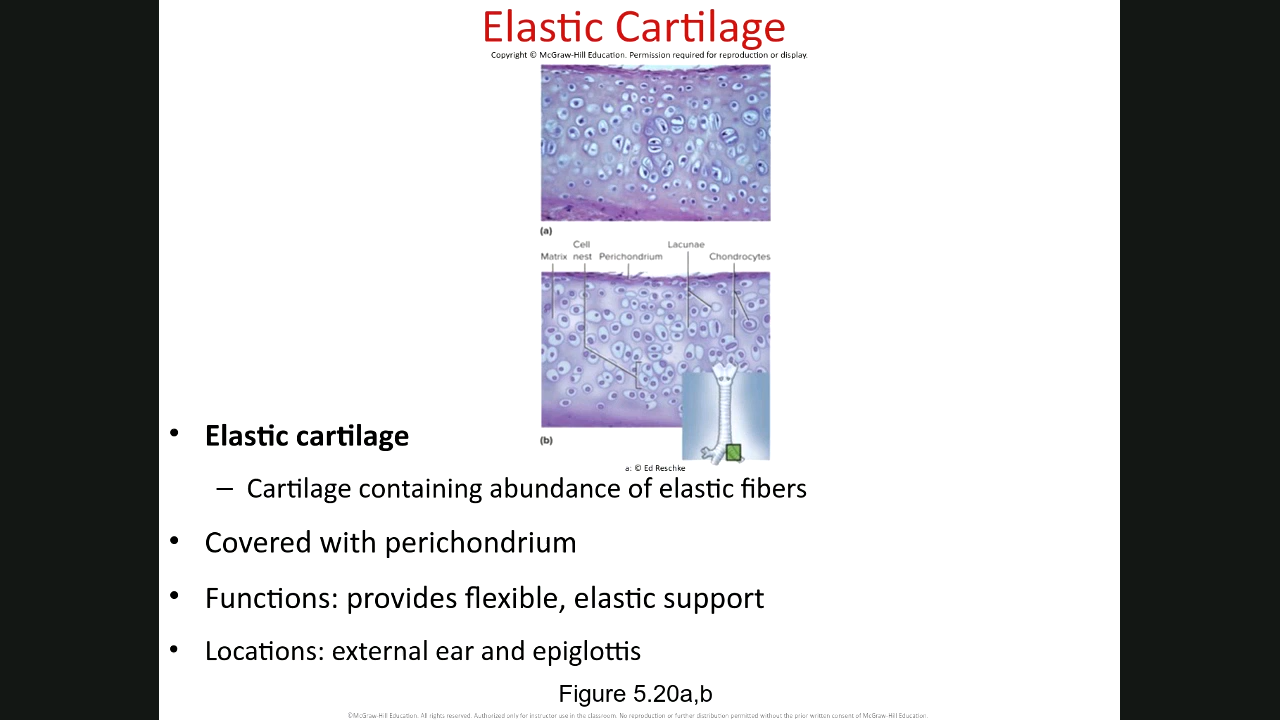 Elastic Cartilage
Copyright © McGraw-Hill Education. Permission required for reproduction or display.
(a)
Cell
Lacunae
Matrix nest Perichondrium Chondrocytes
(b)
a: © Ed Reschke
• Elastic cartilage
– Cartilage containing abundance of elastic fibers
• Covered with perichondrium
• Functions: provides flexible, elastic support
• Locations: external ear and epiglottis
Figure 5.20a,b
©McGraw-Hill Education. All rights reserved. Authorized only for instructor use in the classroom. No reproduction or further distribution permitted without the prior written consent of McGraw-Hill Education.